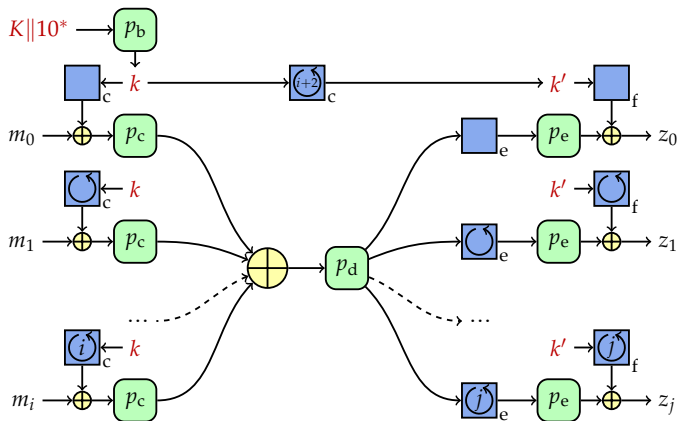 K‖10* p_b
c k i+2 c k′ f
m_0 p_c e p_e z_0
c k k′ f
m_1 p_c p_d e p_e z_1
... ...
i c k k′ j f
m_i p_c j e p_e z_j